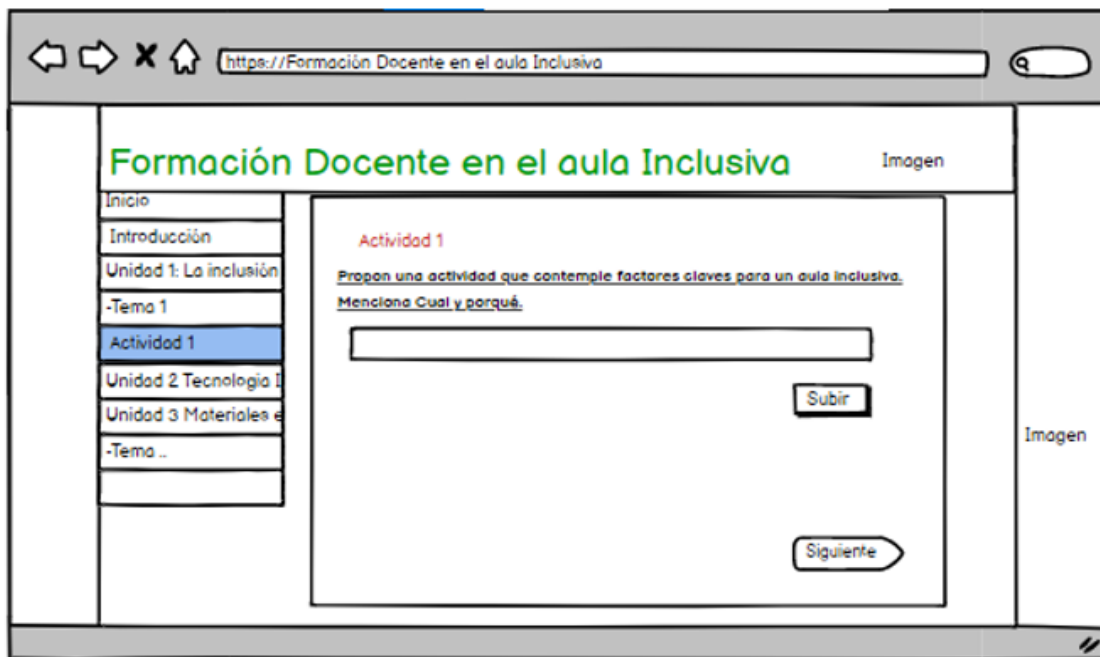 https://Formación Docente en el aula Inclusiva
Formación Docente en el aula Inclusiva
Imagen
Inicio
Introducción
Unidad 1: La inclusión
-Tema 1
Actividad 1
Unidad 2 Tecnologia I
Unidad 3 Materiales e
-Tema ..
Actividad 1
Propon una actividad que contemple factores claves para un aula inclusiva.
Menciona Cual y porqué.
Subir
Siguiente
Imagen